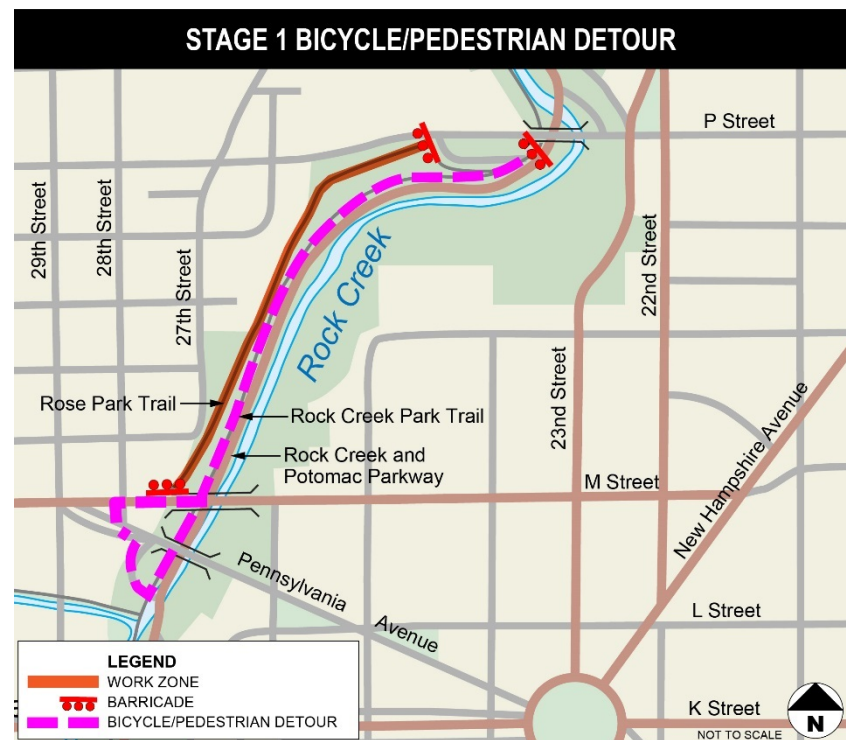 STAGE 1 BICYCLE/PEDESTRIAN DETOUR
P Street
29th Street
28th Street
27th Street
Rock Creek
22nd Street
23rd Street
Rose Park Trail
Rock Creek Park Trail
Rock Creek and
Potomac Parkway
M Street
New Hampshire Avenue
Pennsylvania
Avenue
L Street
LEGEND
WORK ZONE
BARRICADE
BICYCLE/PEDESTRIAN DETOUR
K Street
NOT TO SCALE
N